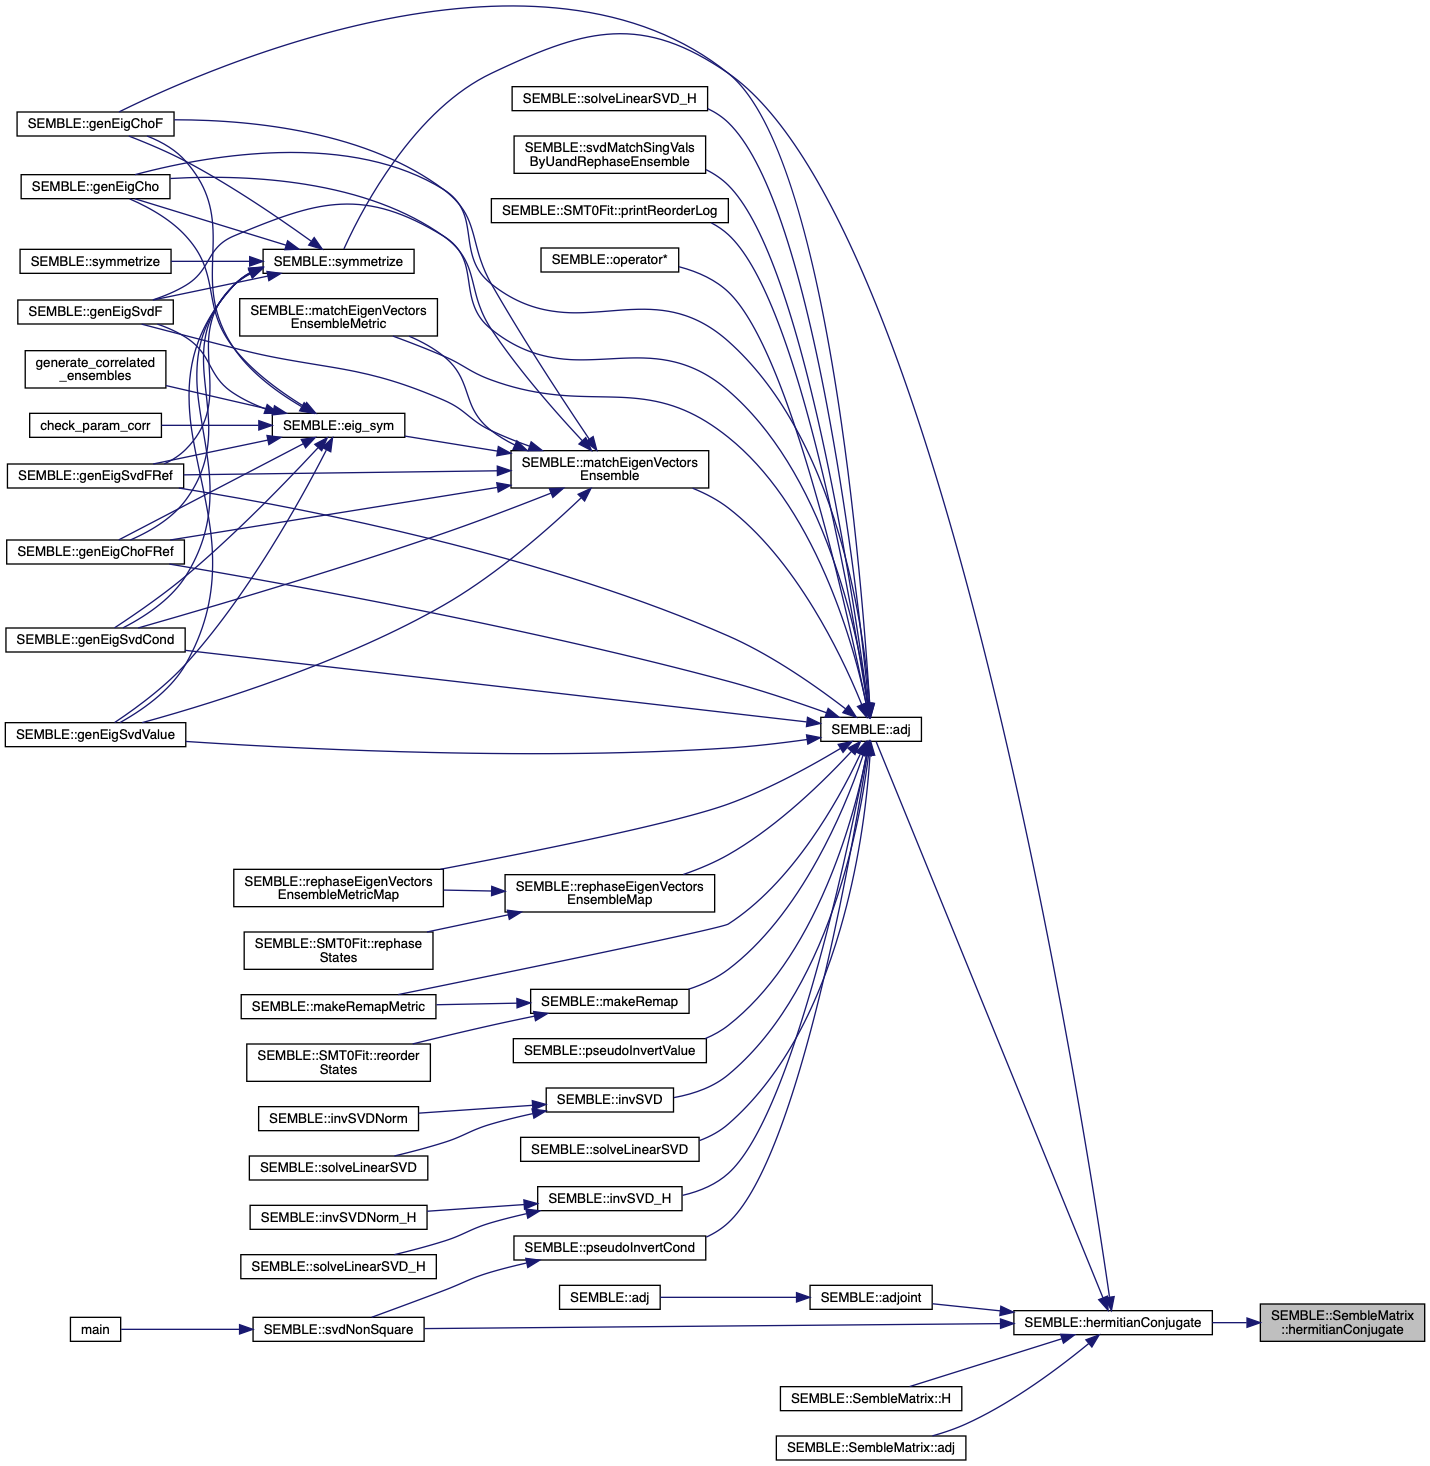 SEMBLE::solveLinearSVD_H
SEMBLE::genEigChoF
SEMBLE::svdMatchSingVals
ByUandRephaseEnsemble
SEMBLE::genEigCho
SEMBLE::SMT0Fit::printReorderLog
SEMBLE::symmetrize
SEMBLE::symmetrize
SEMBLE::operator*
SEMBLE::genEigSvdF
SEMBLE::matchEigenVectors
EnsembleMetric
generate_correlated
_ensembles
check_param_corr
SEMBLE::eig_sym
SEMBLE::genEigSvdFRef
SEMBLE::matchEigenVectors
Ensemble
SEMBLE::genEigChoFRef
SEMBLE::genEigSvdCond
SEMBLE::genEigSvdValue
SEMBLE::adj
SEMBLE::rephaseEigenVectors
EnsembleMetricMap
SEMBLE::rephaseEigenVectors
EnsembleMap
SEMBLE::SMT0Fit::rephase
States
SEMBLE::makeRemapMetric
SEMBLE::makeRemap
SEMBLE::SMT0Fit::reorder
States
SEMBLE::pseudoInvertValue
SEMBLE::invSVDNorm
SEMBLE::invSVD
SEMBLE::solveLinearSVD
SEMBLE::solveLinearSVD
SEMBLE::invSVDNorm_H
SEMBLE::invSVD_H
SEMBLE::solveLinearSVD_H
SEMBLE::pseudoInvertCond
SEMBLE::adj
SEMBLE::adjoint
main
SEMBLE::svdNonSquare
SEMBLE::hermitianConjugate
SEMBLE::SembleMatrix
::hermitianConjugate
SEMBLE::SembleMatrix::H
SEMBLE::SembleMatrix::adj